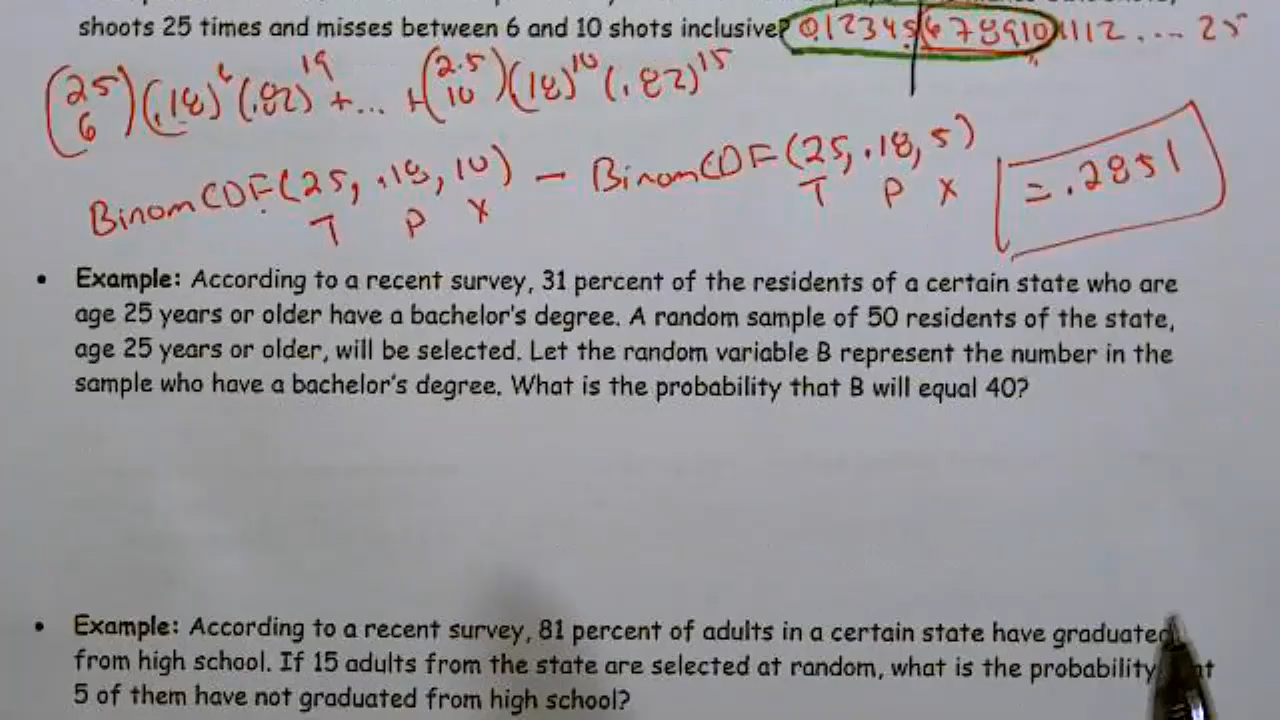 shoots 25 times and misses between 6 and 10 shots inclusive? 0 1 2 3 4 5 6 7 8 9 10 11 12 .... 25
(25 6)(.18)^6(.82)^19 + ... + (25 10)(.18)^10(.82)^15
BinomCDF(25, .18, 10) - BinomCDF(25, .18, 5) = .2851
T P X T P X
• Example: According to a recent survey, 31 percent of the residents of a certain state who are
age 25 years or older have a bachelor's degree. A random sample of 50 residents of the state,
age 25 years or older, will be selected. Let the random variable B represent the number in the
sample who have a bachelor's degree. What is the probability that B will equal 40?
• Example: According to a recent survey, 81 percent of adults in a certain state have graduated
from high school. If 15 adults from the state are selected at random, what is the probability
5 of them have not graduated from high school?